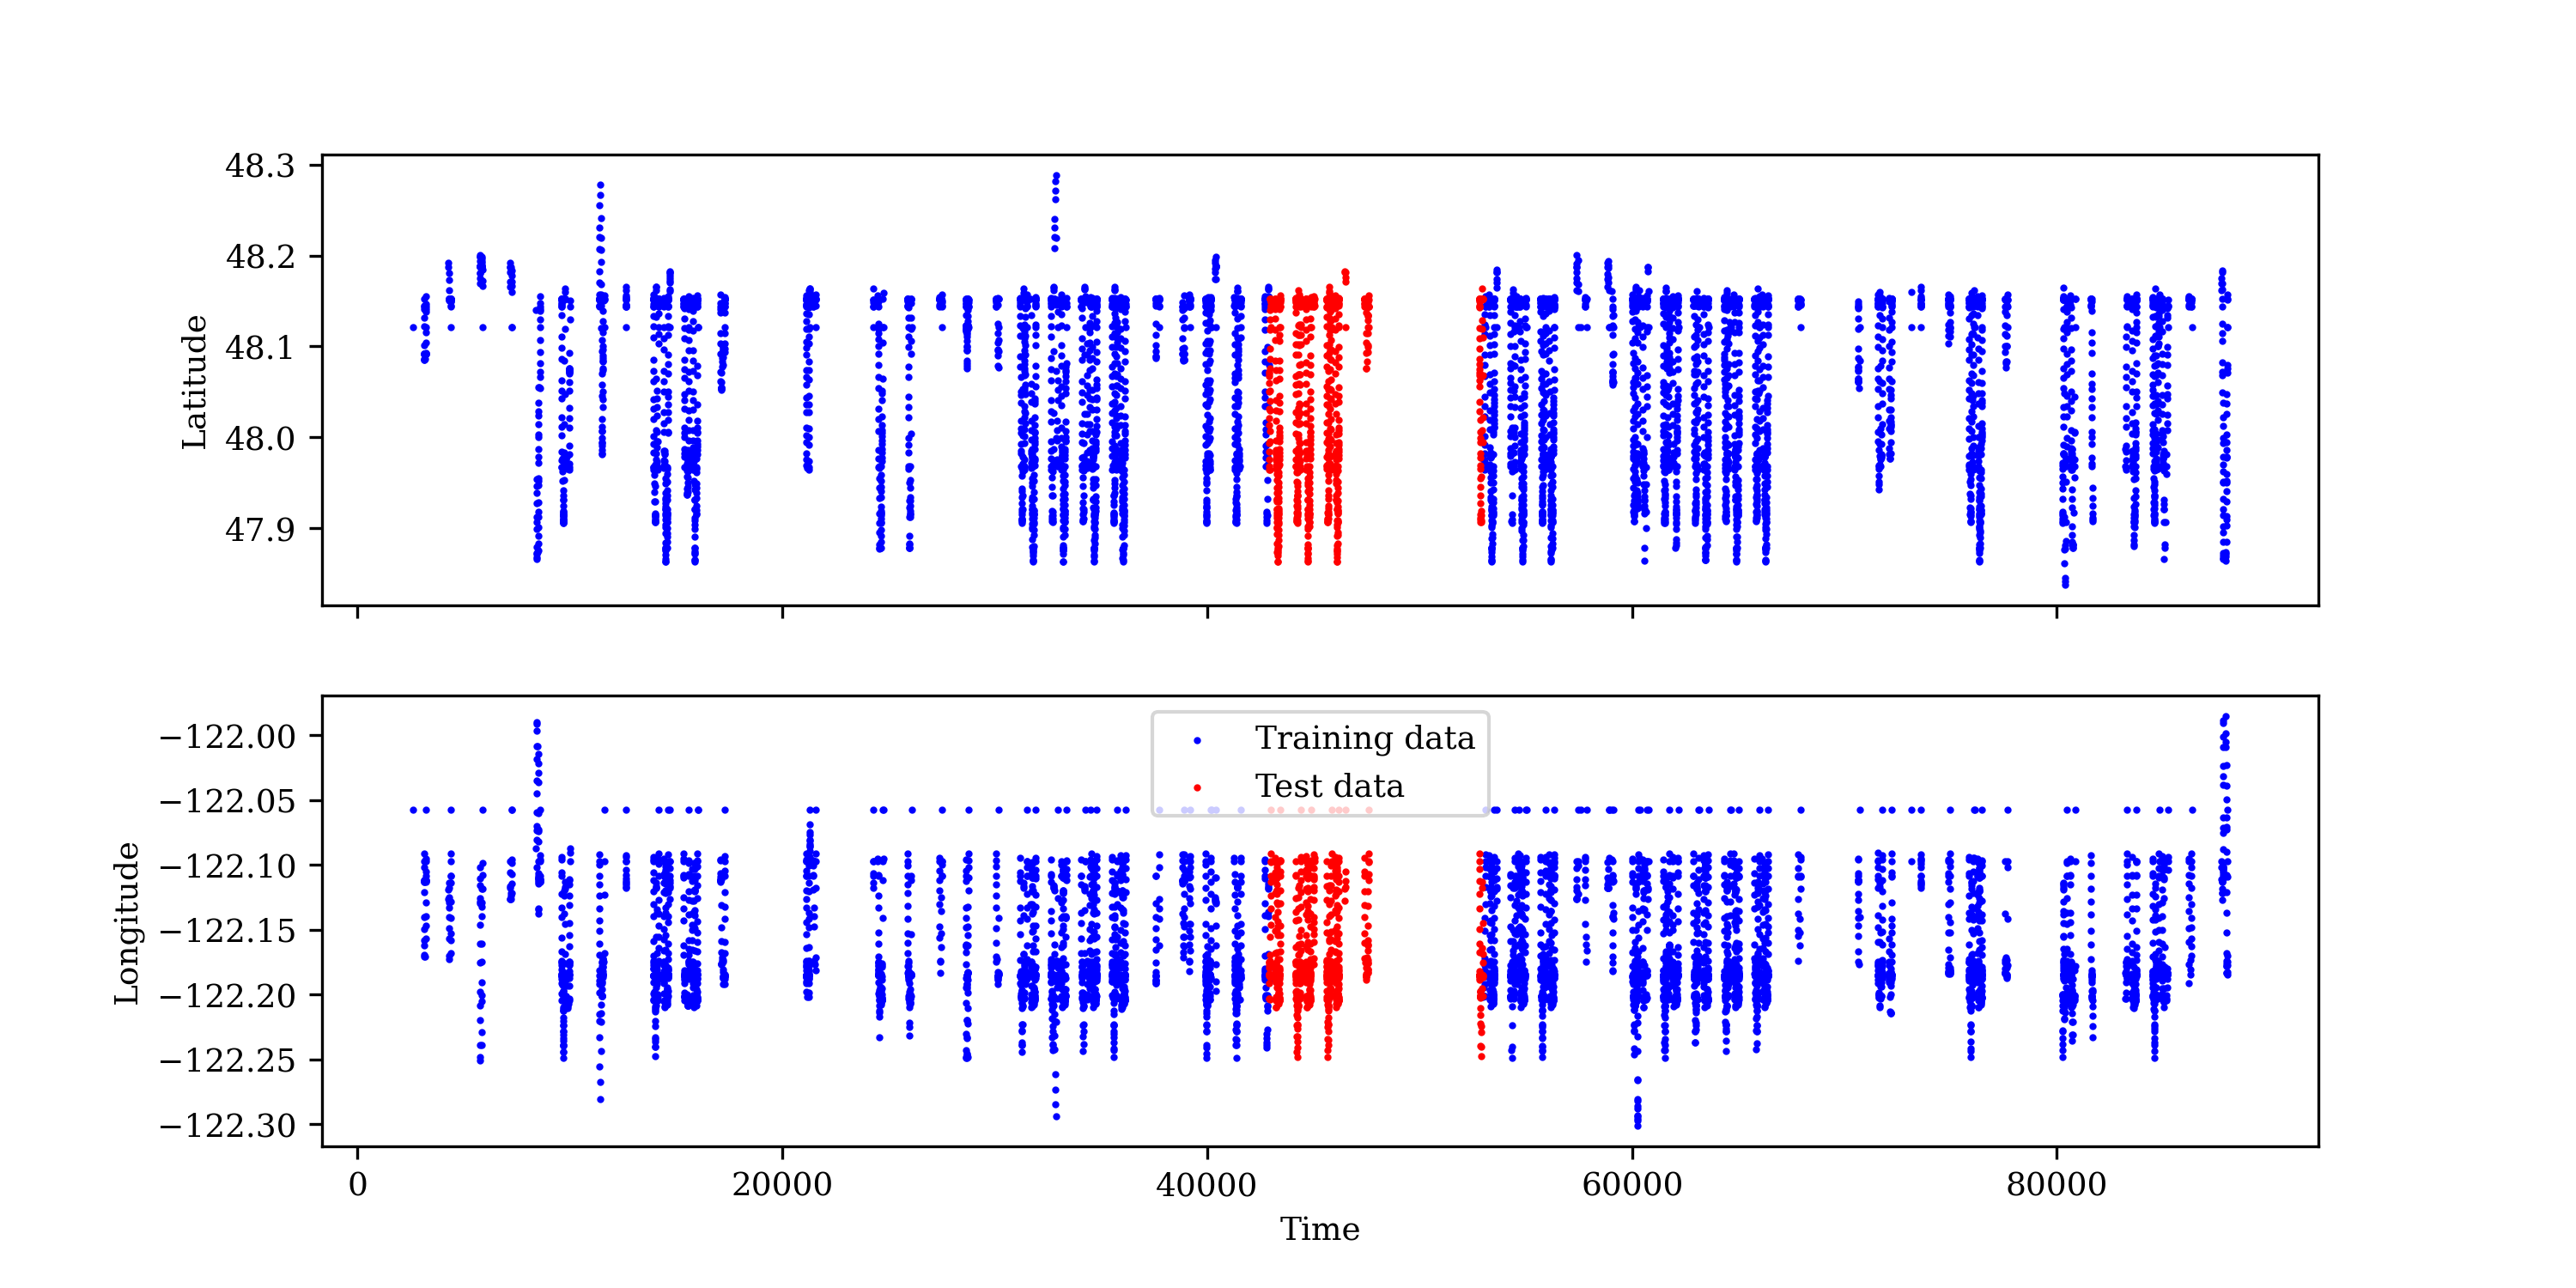 48.3
48.2
48.1
48.0
47.9
Latitude
−122.00
−122.05
−122.10
−122.15
−122.20
−122.25
−122.30
Longitude
Training data
Test data
0 20000 40000 60000 80000
Time